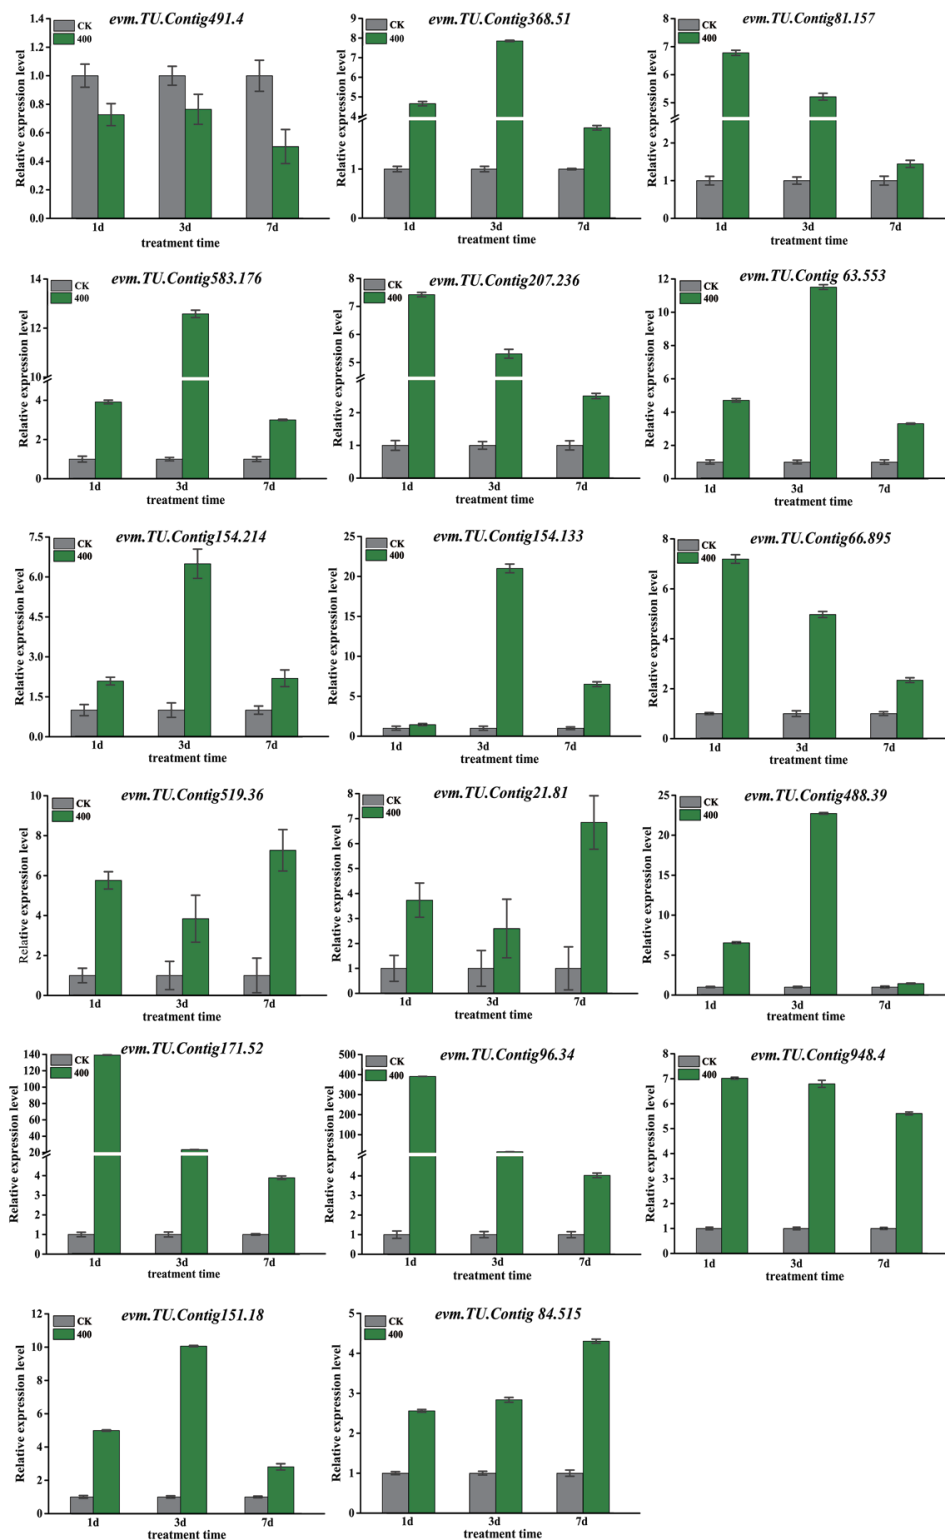 evm.TU.Contig491.4
CK
400
Relative expression level
1.4
1.2
1.0
0.8
0.6
0.4
0.2
0.0
1d 3d 7d
treatment time
evm.TU.Contig368.51
CK
400
Relative expression level
9
8
7
6
5
4
1
0
1d 3d 7d
treatment time
evm.TU.Contig81.157
CK
400
Relative expression level
8
7
6
5
2
1
0
1d 3d 7d
treatment time
evm.TU.Contig583.176
CK
400
Relative expression level
14
12
10
4
2
0
1d 3d 7d
treatment time
evm.TU.Contig207.236
CK
400
Relative expression level
8
7
6
5
2
1
0
1d 3d 7d
treatment time
evm.TU.Contig 63.553
CK
400
Relative expression level
12
10
8
6
4
2
0
1d 3d 7d
treatment time
evm.TU.Contig154.214
CK
400
Relative expression level
7.5
6.0
4.5
3.0
1.5
0.0
1d 3d 7d
treatment time
evm.TU.Contig154.133
CK
400
Relative expression level
25
20
15
10
5
0
1d 3d 7d
treatment time
evm.TU.Contig66.895
CK
400
Relative expression level
8
6
4
2
0
1d 3d 7d
treatment time
evm.TU.Contig519.36
CK
400
Relative expression level
10
8
6
4
2
0
1d 3d 7d
treatment time
evm.TU.Contig21.81
CK
400
Relative expression level
8
7
6
5
4
3
2
1
0
1d 3d 7d
treatment time
evm.TU.Contig488.39
CK
400
Relative expression level
25
20
15
10
5
0
1d 3d 7d
treatment time
evm.TU.Contig171.52
CK
400
Relative expression level
140
120
100
80
60
40
20
5
4
3
2
1
0
1d 3d 7d
treatment time
evm.TU.Contig96.34
CK
400
Relative expression level
500
400
300
200
100
5
4
3
2
1
0
1d 3d 7d
treatment time
evm.TU.Contig948.4
CK
400
Relative expression level
8
7
6
5
4
3
2
1
0
1d 3d 7d
treatment time
evm.TU.Contig151.18
CK
400
Relative expression level
12
10
8
6
4
2
0
1d 3d 7d
treatment time
evm.TU.Contig 84.515
CK
400
Relative expression level
5
4
3
2
1
0
1d 3d 7d
treatment time